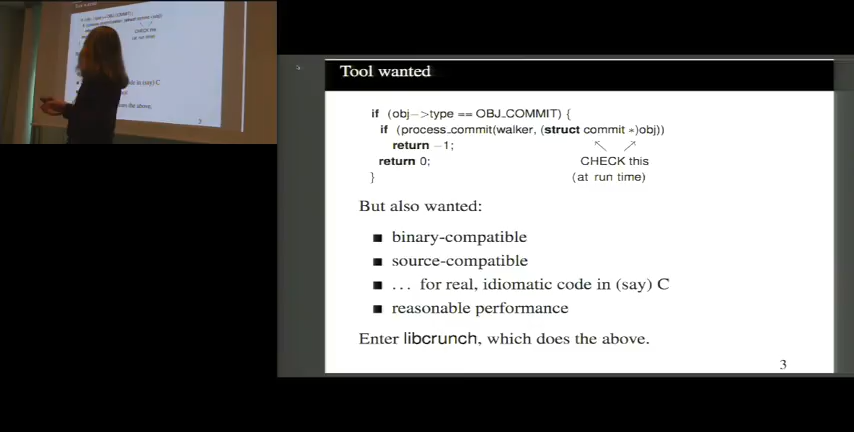 Tool wanted
if (obj->type == OBJ_COMMIT) {
if (process_commit(walker, (struct commit *)obj))
return −1;
return 0;
CHECK this
}
(at run time)
But also wanted:
binary-compatible
source-compatible
... for real, idiomatic code in (say) C
reasonable performance
Enter libcrunch, which does the above.
3